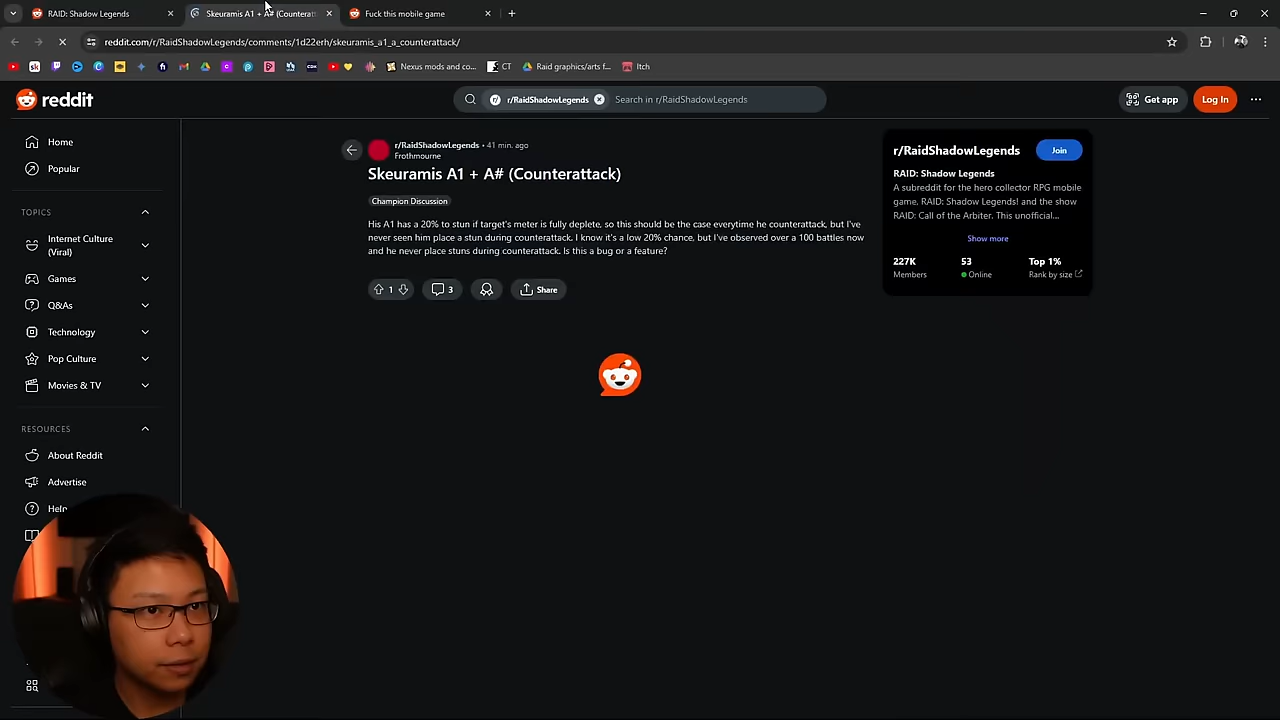 RAID: Shadow Legends
Skeuramis A1 + A# (Counteratt
Fuck this mobile game
reddit.com/r/RaidShadowLegends/comments/1d22erh/skeuramis_a1_a_counterattack/
Nexus mods and co...
CT
Raid graphics/arts f...
Itch
reddit
r/RaidShadowLegends
Search in r/RaidShadowLegends
Get app
Log In
Home
Popular
TOPICS
Internet Culture
(Viral)
Games
Q&As
Technology
Pop Culture
Movies & TV
RESOURCES
About Reddit
Advertise
Help
r/RaidShadowLegends • 41 min. ago
Frothmourne
Skeuramis A1 + A# (Counterattack)
Champion Discussion
His A1 has a 20% to stun if target's meter is fully deplete, so this should be the case everytime he counterattack, but I've
never seen him place a stun during counterattack. I know it's a low 20% chance, but I've observed over a 100 battles now
and he never place stuns during counterattack. Is this a bug or a feature?
1
3
Share
r/RaidShadowLegends
Join
RAID: Shadow Legends
A subreddit for the hero collector RPG mobile
game, RAID: Shadow Legends! and the show
RAID: Call of the Arbiter. This unofficial...
Show more
227K
53
Top 1%
Members
Online
Rank by size